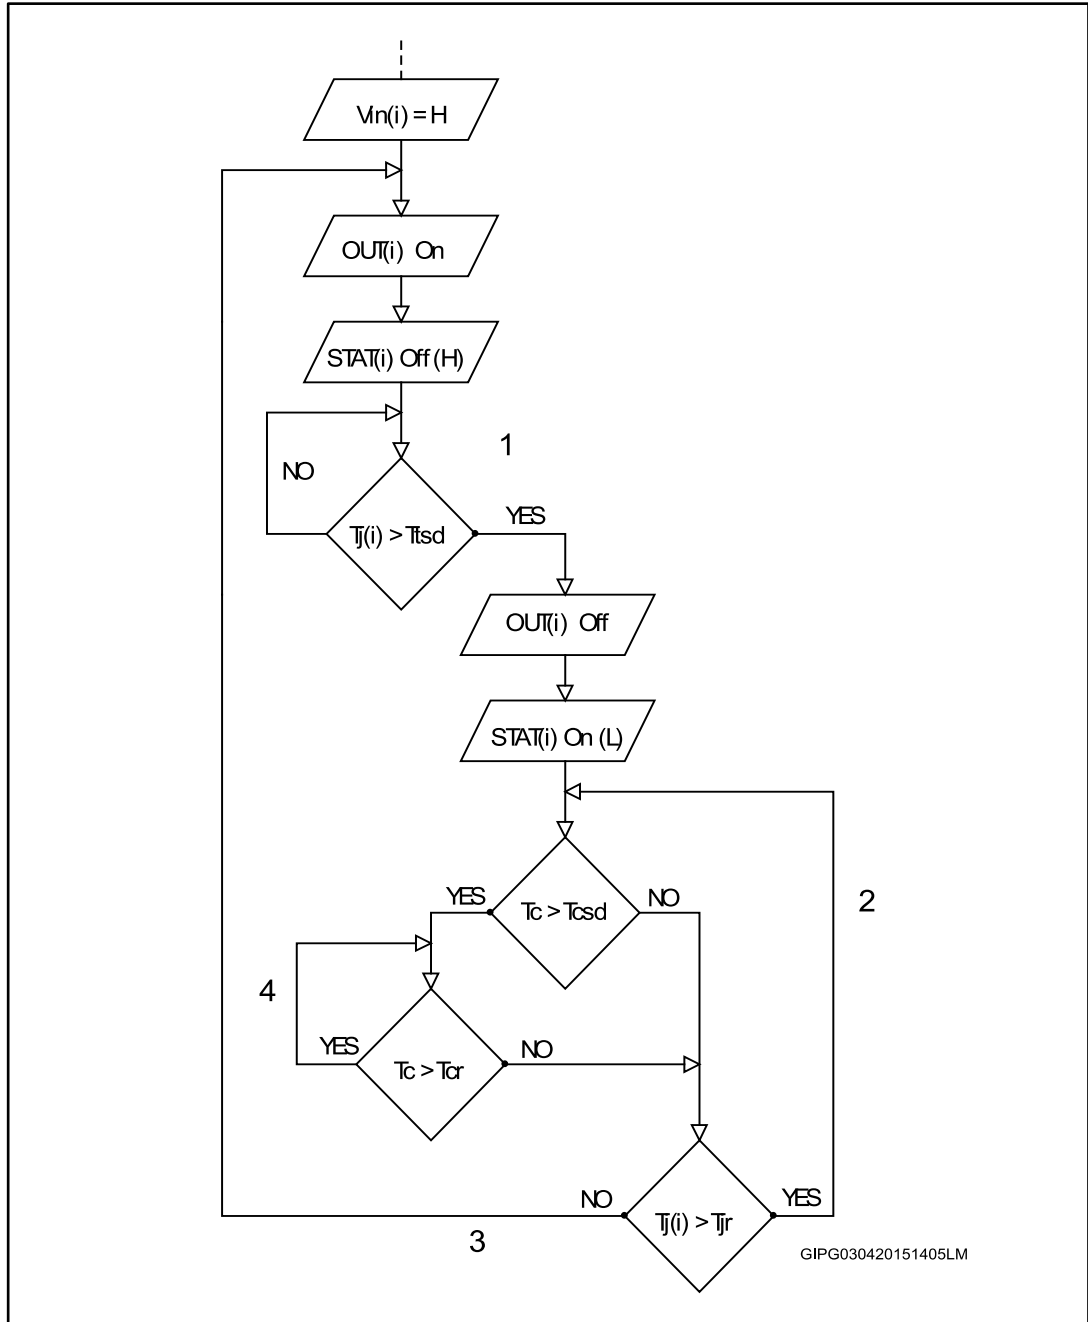 Vin(i) = H
OUT(i) On
STAT(i) Off (H)
1
NO
Tj(i) > Ttsd
YES
OUT(i) Off
STAT(i) On (L)
2
YES
Tc > Tcsd
NO
4
YES
Tc > Tcr
NO
NO
Tj(i) > Tjr
YES
3
GIPG030420151405LM